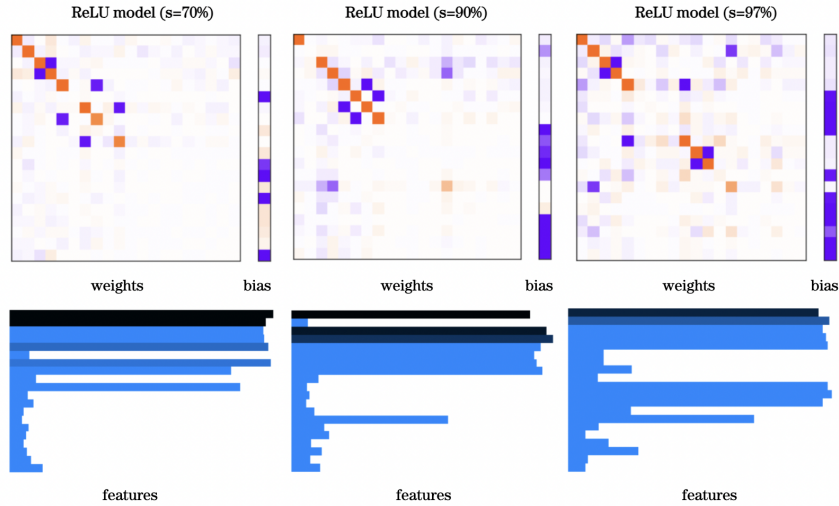 ReLU model (s=70%) ReLU model (s=90%) ReLU model (s=97%)
weights bias weights bias weights bias
features features features